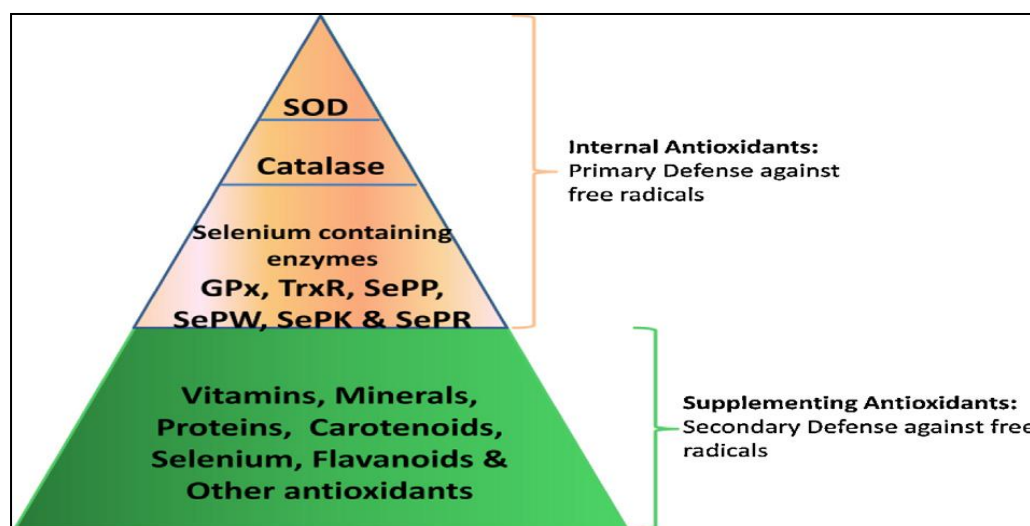 SOD
Catalase
Selenium containing
enzymes
GPx, TrxR, SePP,
SePW, SePK & SePR
Internal Antioxidants:
Primary Defense against
free radicals
Vitamins, Minerals,
Proteins, Carotenoids,
Selenium, Flavanoids &
Other antioxidants
Supplementing Antioxidants:
Secondary Defense against free
radicals